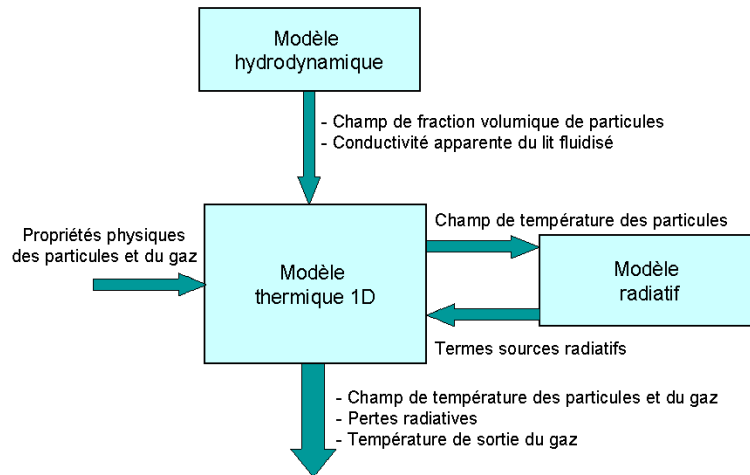 Modèle
hydrodynamique
- Champ de fraction volumique de particules
- Conductivité apparente du lit fluidisé
Propriétés physiques
des particules et du gaz
Modèle
thermique 1D
Champ de température des particules
Modèle
radiatif
Termes sources radiatifs
- Champ de température des particules et du gaz
- Pertes radiatives
- Température de sortie du gaz